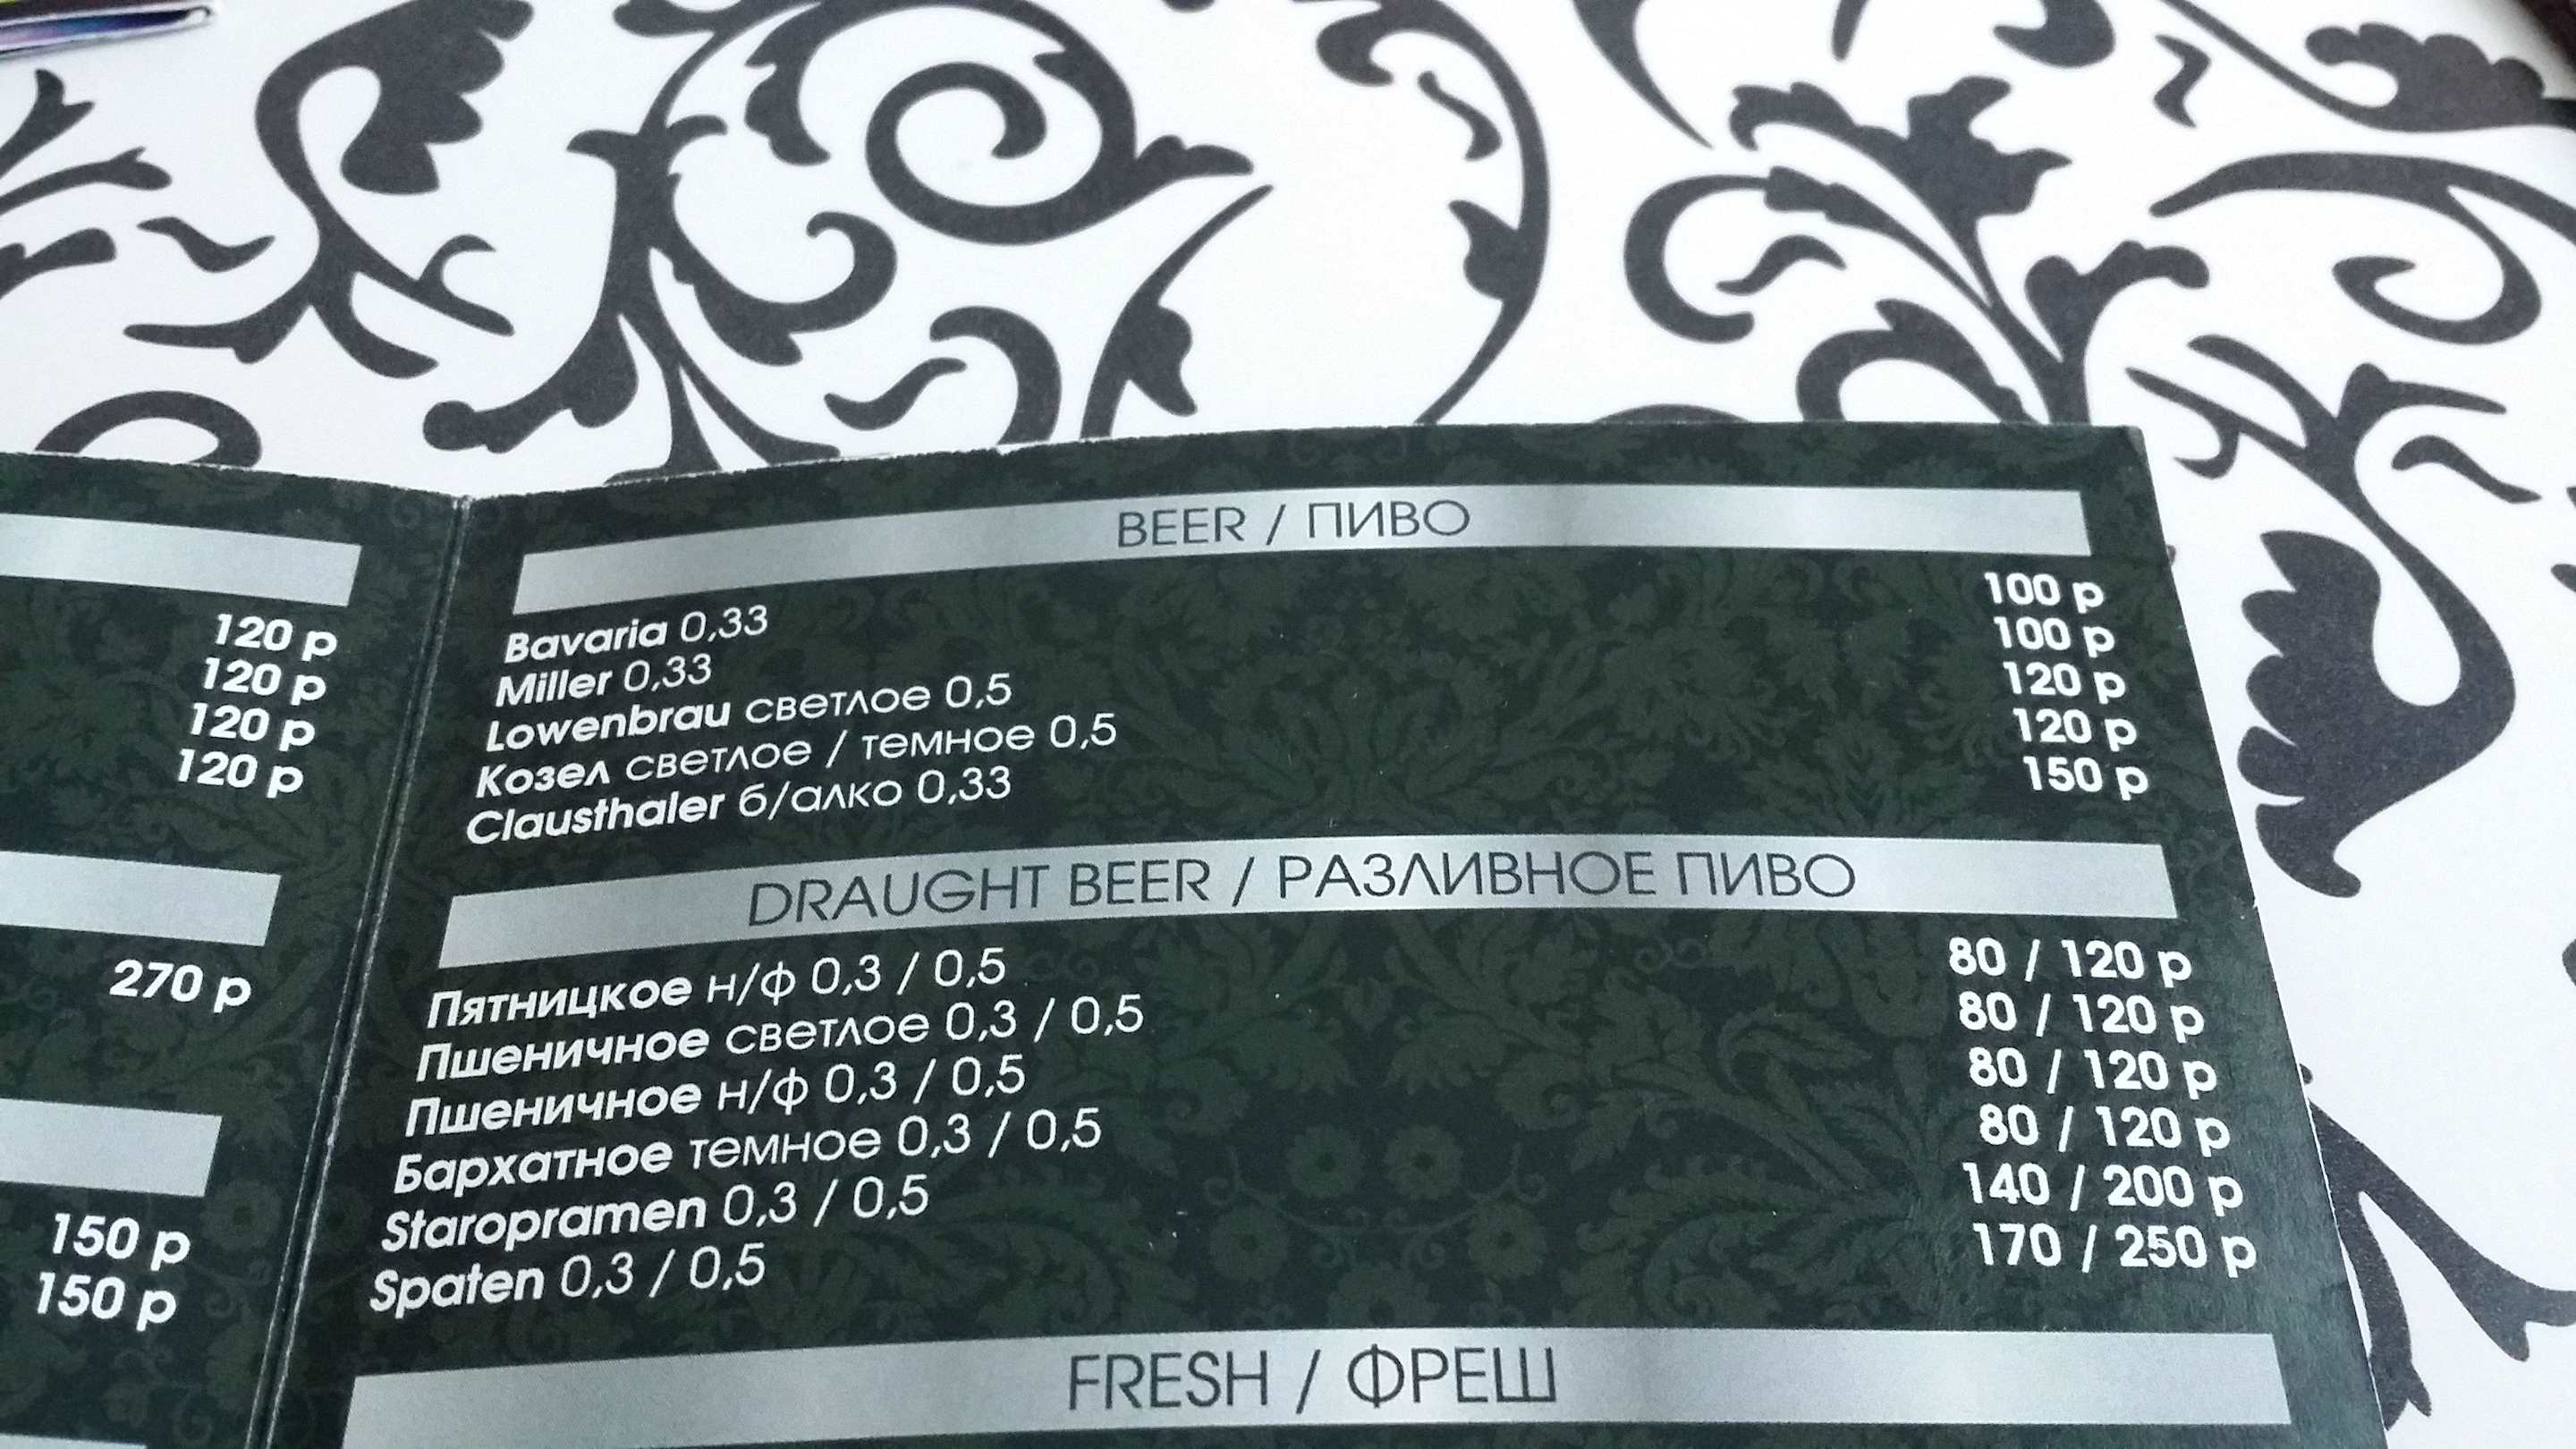 120 р
120 р
120 р
120 р
270 р
150 р
150 р
BEER / ПИВО
Bavaria 0,33 100 р
Miller 0,33 100 р
Lowenbrau светлое 0,5 120 р
Козел светлое / темное 0,5 120 р
Clausthaler б/алко 0,33 150 р
DRAUGHT BEER / РАЗЛИВНОЕ ПИВО
Пятницкое н/ф 0,3 / 0,5 80 / 120 р
Пшеничное светлое 0,3 / 0,5 80 / 120 р
Пшеничное н/ф 0,3 / 0,5 80 / 120 р
Бархатное темное 0,3 / 0,5 80 / 120 р
Staropramen 0,3 / 0,5 140 / 200 р
Spaten 0,3 / 0,5 170 / 250 р
FRESH / ФРЕШ